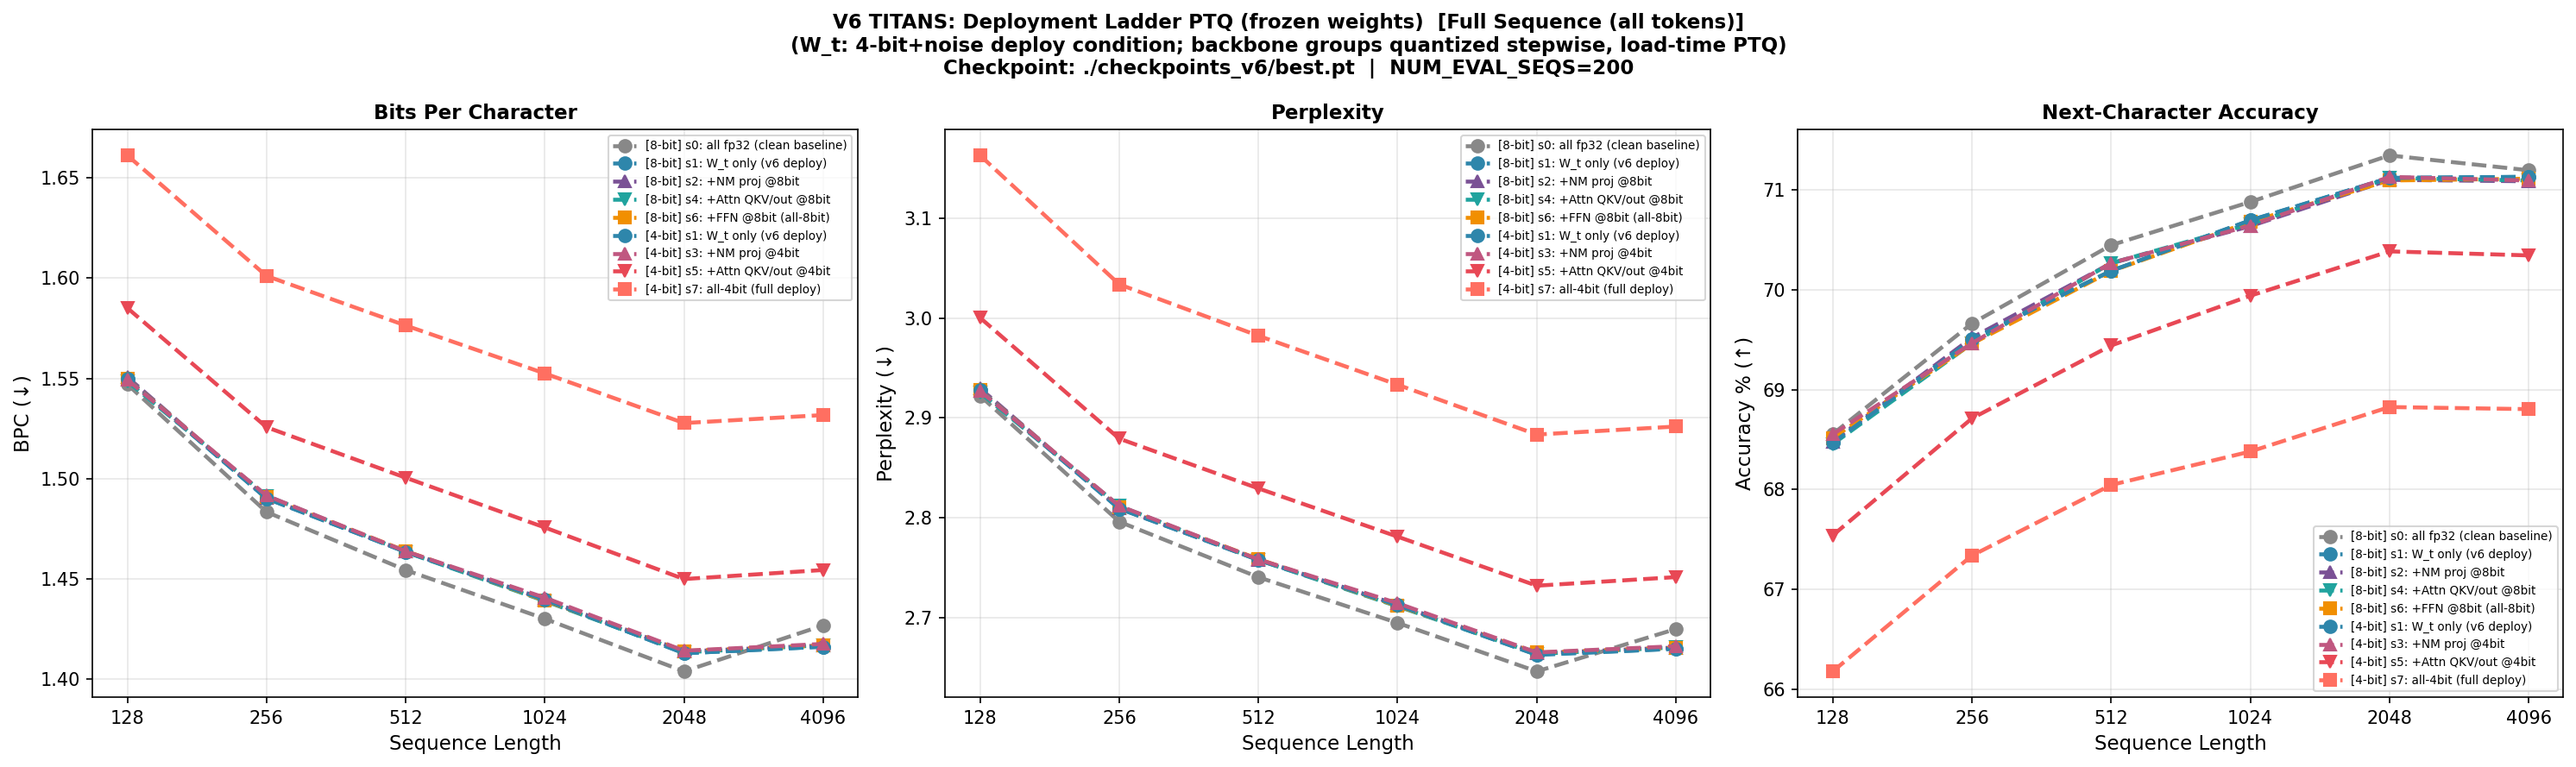 V6 TITANS: Deployment Ladder PTQ (frozen weights)  [Full Sequence (all tokens)]
(W_t: 4-bit+noise deploy condition; backbone groups quantized stepwise, load-time PTQ)
Checkpoint: ./checkpoints_v6/best.pt  |  NUM_EVAL_SEQS=200
Bits Per Character
BPC (↓)
1.65
1.60
1.55
1.50
1.45
1.40
[8-bit] s0: all fp32 (clean baseline)
[8-bit] s1: W_t only (v6 deploy)
[8-bit] s2: +NM proj @8bit
[8-bit] s4: +Attn QKV/out @8bit
[8-bit] s6: +FFN @8bit (all-8bit)
[4-bit] s1: W_t only (v6 deploy)
[4-bit] s3: +NM proj @4bit
[4-bit] s5: +Attn QKV/out @4bit
[4-bit] s7: all-4bit (full deploy)
128 256 512 1024 2048 4096
Sequence Length
Perplexity
Perplexity (↓)
3.1
3.0
2.9
2.8
2.7
[8-bit] s0: all fp32 (clean baseline)
[8-bit] s1: W_t only (v6 deploy)
[8-bit] s2: +NM proj @8bit
[8-bit] s4: +Attn QKV/out @8bit
[8-bit] s6: +FFN @8bit (all-8bit)
[4-bit] s1: W_t only (v6 deploy)
[4-bit] s3: +NM proj @4bit
[4-bit] s5: +Attn QKV/out @4bit
[4-bit] s7: all-4bit (full deploy)
128 256 512 1024 2048 4096
Sequence Length
Next-Character Accuracy
Accuracy % (↑)
71
70
69
68
67
66
[8-bit] s0: all fp32 (clean baseline)
[8-bit] s1: W_t only (v6 deploy)
[8-bit] s2: +NM proj @8bit
[8-bit] s4: +Attn QKV/out @8bit
[8-bit] s6: +FFN @8bit (all-8bit)
[4-bit] s1: W_t only (v6 deploy)
[4-bit] s3: +NM proj @4bit
[4-bit] s5: +Attn QKV/out @4bit
[4-bit] s7: all-4bit (full deploy)
128 256 512 1024 2048 4096
Sequence Length